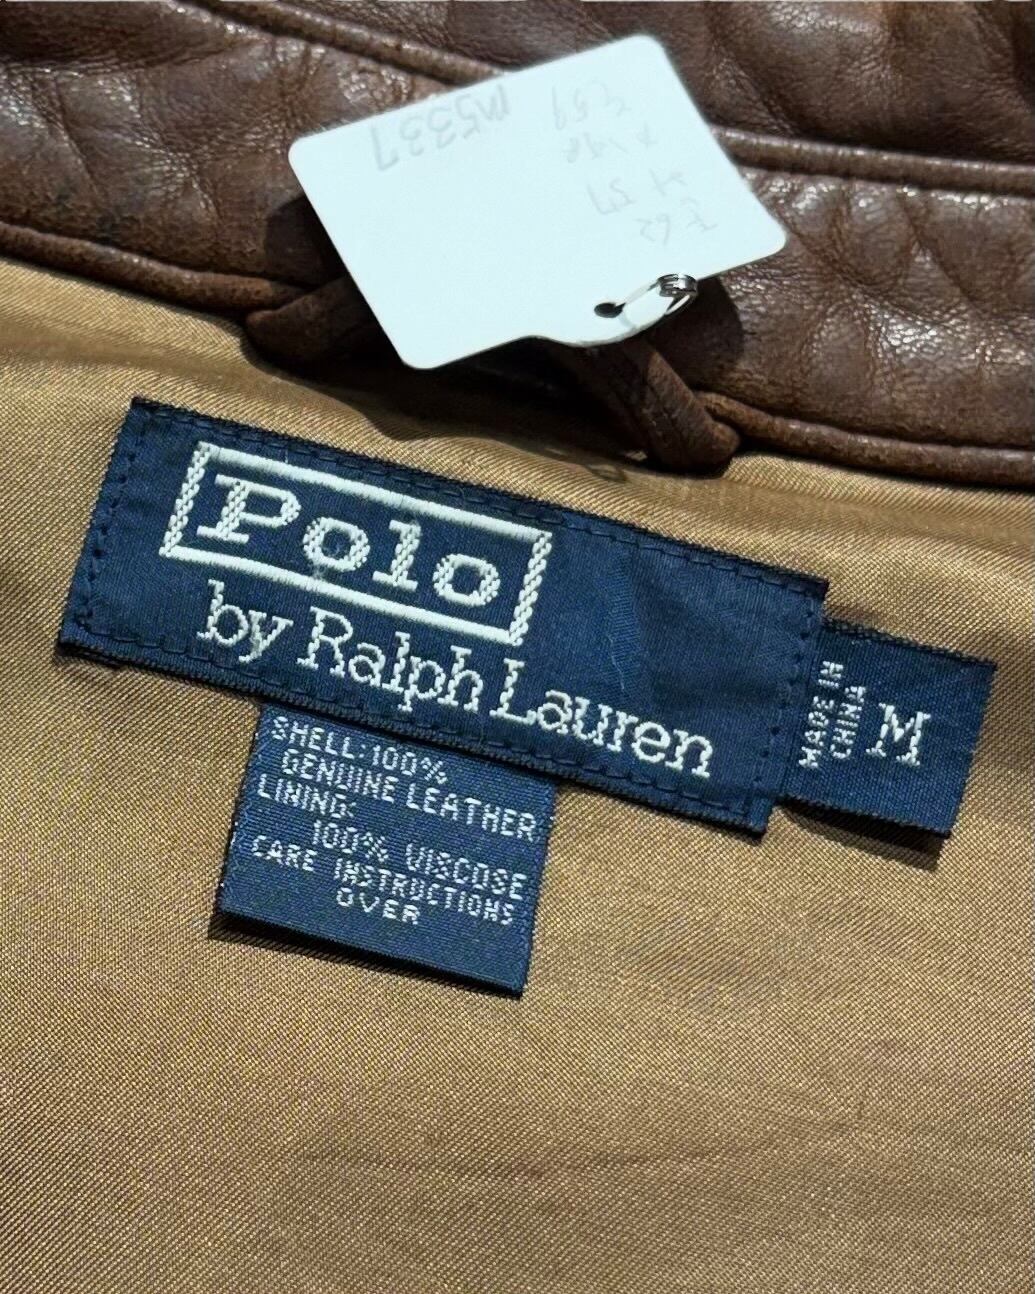 M5337
Polo
by Ralph Lauren
MADE IN
CHINA
M
SHELL:100%
GENUINE LEATHER
LINING:
100% VISCOSE
CARE INSTRUCTIONS
OVER